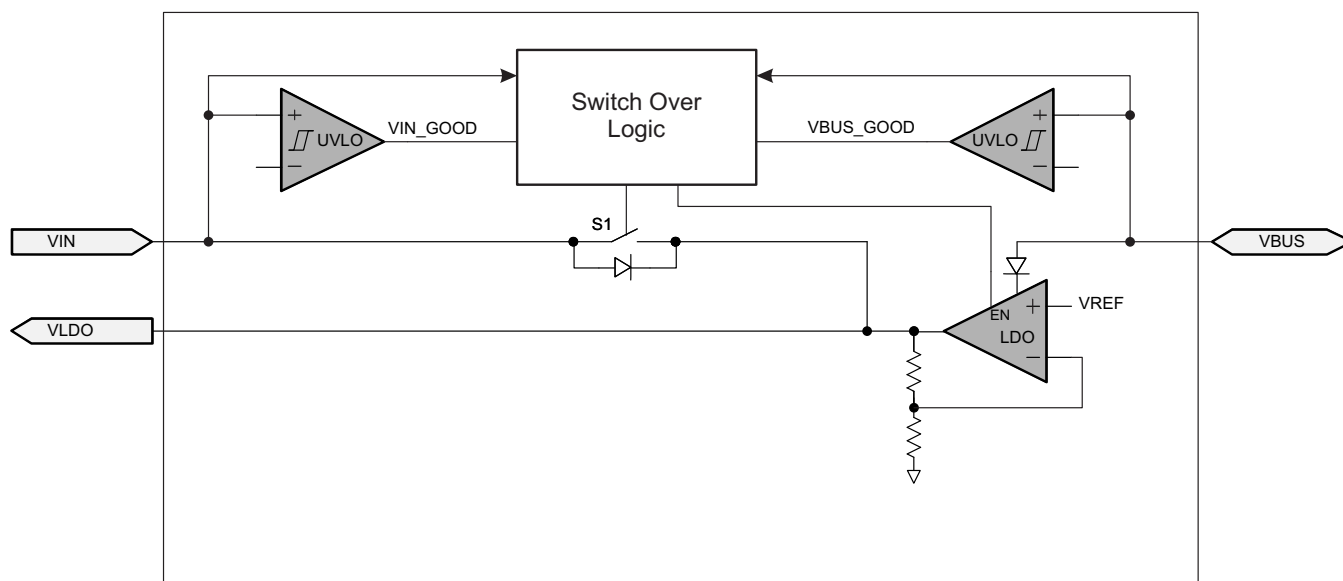 Switch Over
Logic
+
UVLO
−
VIN_GOOD
VBUS_GOOD
+
UVLO
−
S1
VIN
VBUS
VLDO
EN
+
VREF
LDO
−